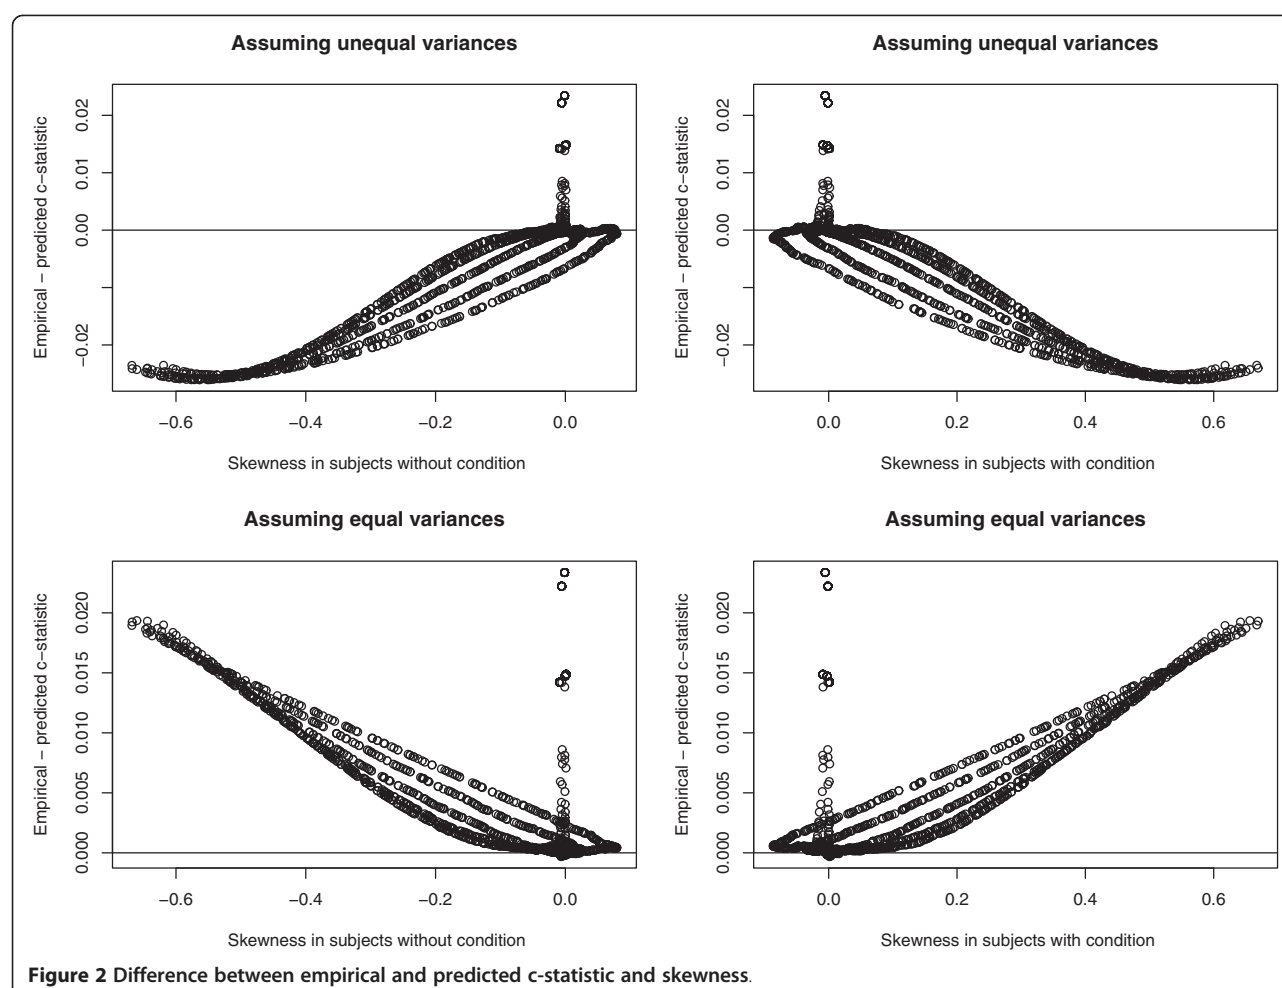 Assuming unequal variances
Empirical − predicted c−statistic
0.02
0.01
0.00
−0.02
−0.6
−0.4
−0.2
0.0
Skewness in subjects without condition
Assuming unequal variances
Empirical − predicted c−statistic
0.02
0.01
0.00
−0.02
0.0
0.2
0.4
0.6
Skewness in subjects with condition
Assuming equal variances
Empirical − predicted c−statistic
0.020
0.015
0.010
0.005
0.000
−0.6
−0.4
−0.2
0.0
Skewness in subjects without condition
Assuming equal variances
Empirical − predicted c−statistic
0.020
0.015
0.010
0.005
0.000
0.0
0.2
0.4
0.6
Skewness in subjects with condition
Figure 2 Difference between empirical and predicted c-statistic and skewness.